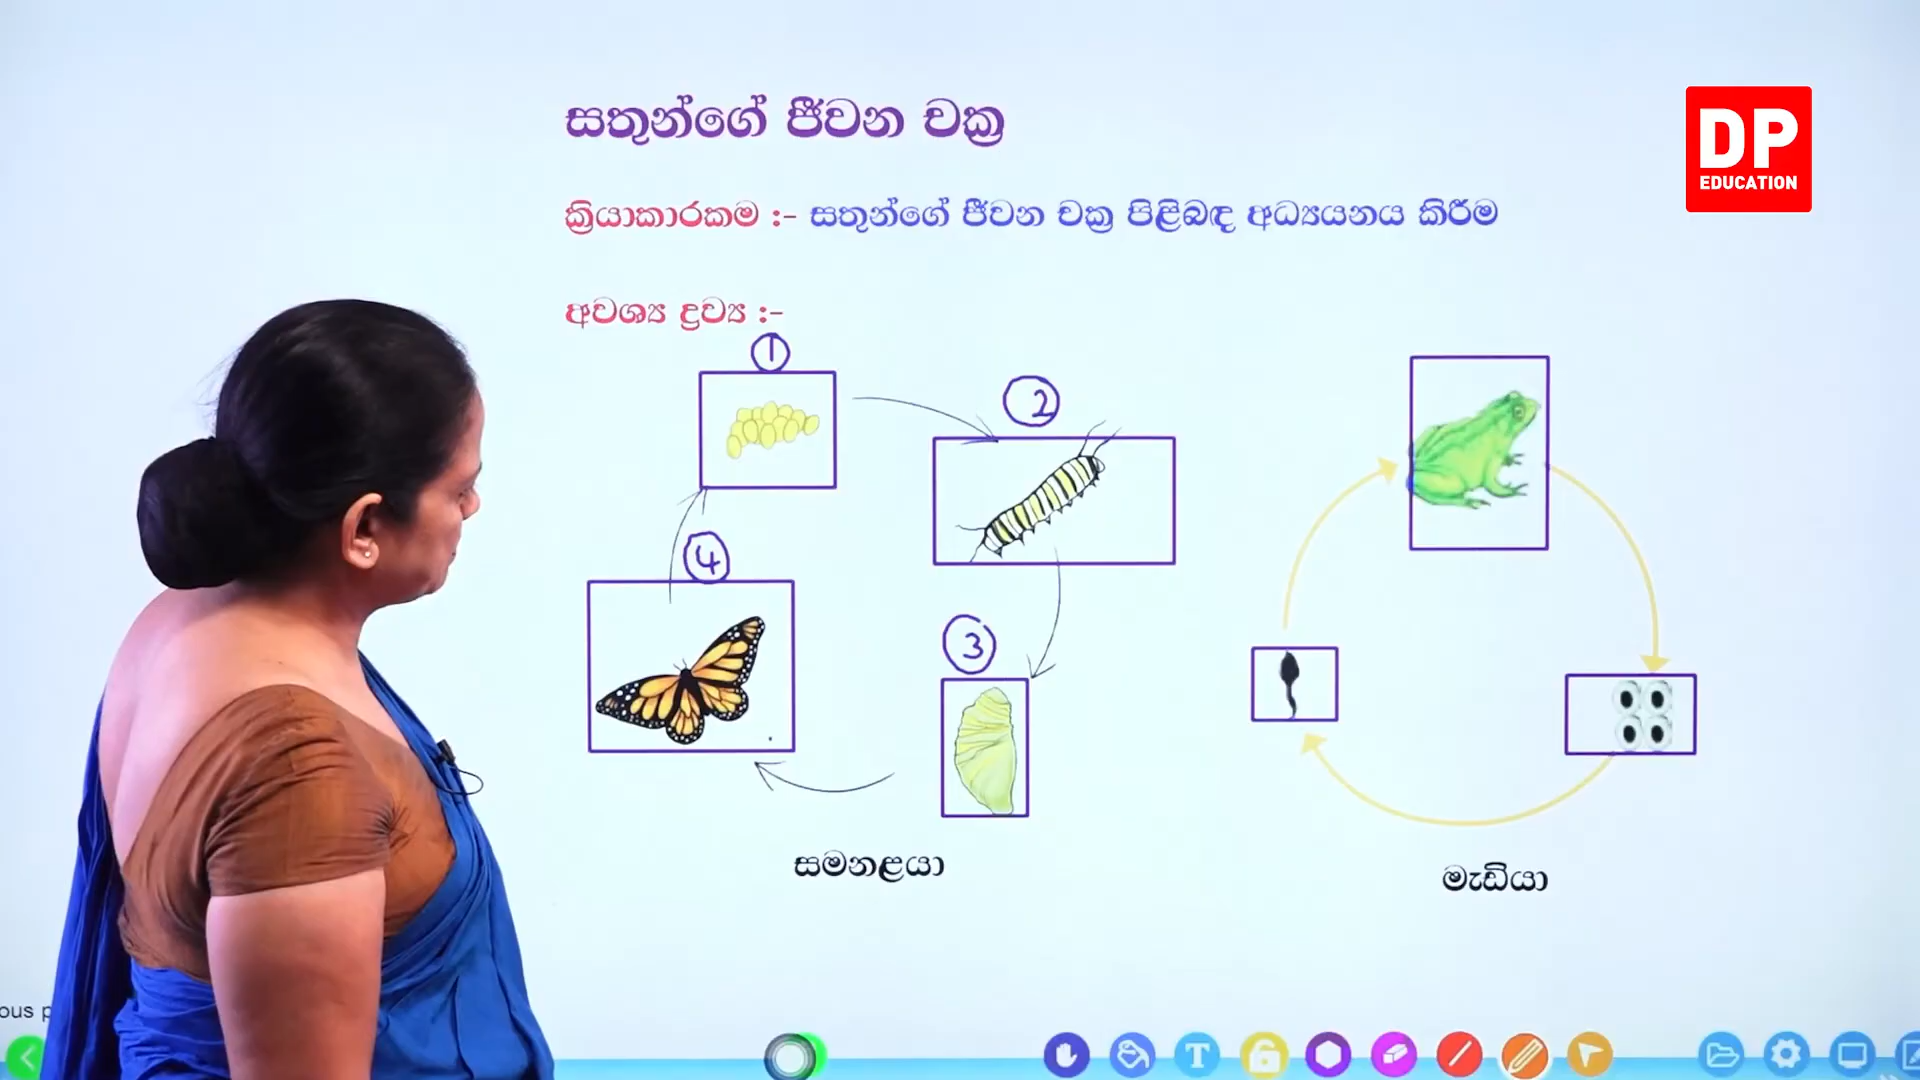 සතුන්ගේ ජීවන චක්‍ර
DP
EDUCATION
ක්‍රියාකාරකම :- සතුන්ගේ ජීවන චක්‍ර පිළිබඳ අධ්‍යයනය කිරීම
අවශ්‍ය ද්‍රව්‍ය :-
1
2
4
3
සමනළයා
මැඩියා
ous p
T